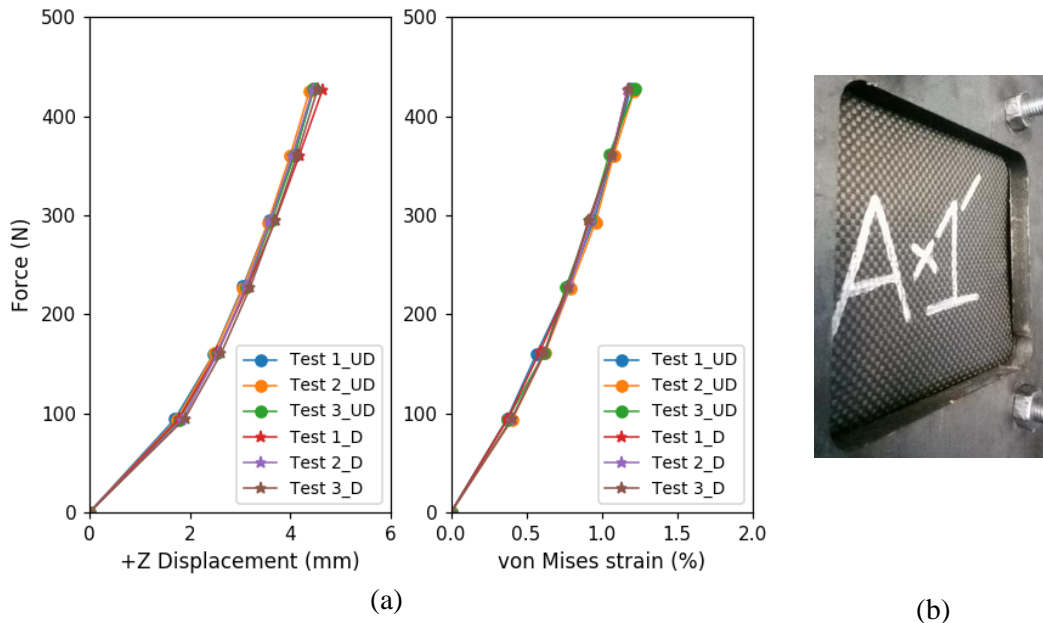 500
400
300
200
100
0
Force (N)
0 2 4 6
+Z Displacement (mm)
Test 1_UD
Test 2_UD
Test 3_UD
Test 1_D
Test 2_D
Test 3_D
500
400
300
200
100
0
0.0 0.5 1.0 1.5 2.0
von Mises strain (%)
Test 1_UD
Test 2_UD
Test 3_UD
Test 1_D
Test 2_D
Test 3_D
(a)
A×1'
(b)